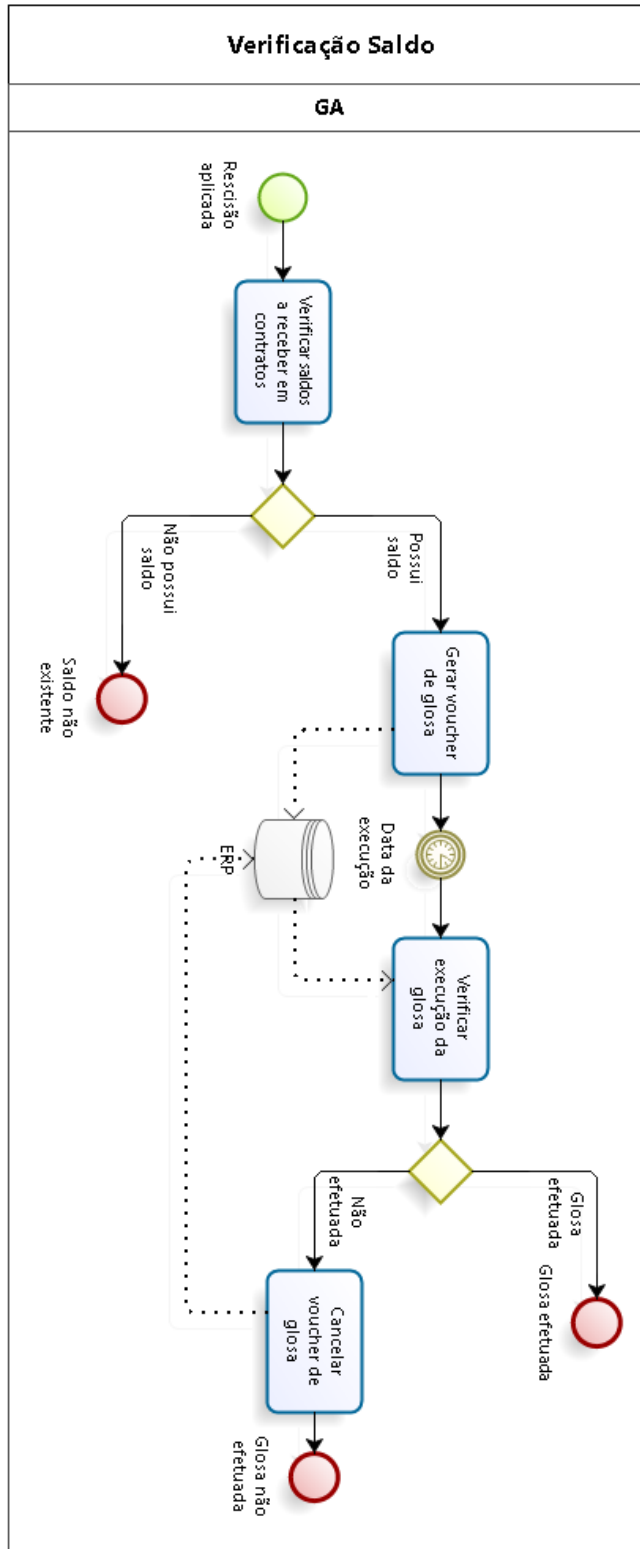 Verificação Saldo
GA
Rescisão
aplicada
Verificar saldos
a receber em
contratos
Possui
saldo
Não possui
saldo
Saldo não
existente
Gerar voucher
de glosa
Data da
execução
ERP
Verificar
execução da
glosa
Glosa
efetuada
Glosa efetuada
Não
efetuada
Cancelar
voucher de
glosa
Glosa não
efetuada